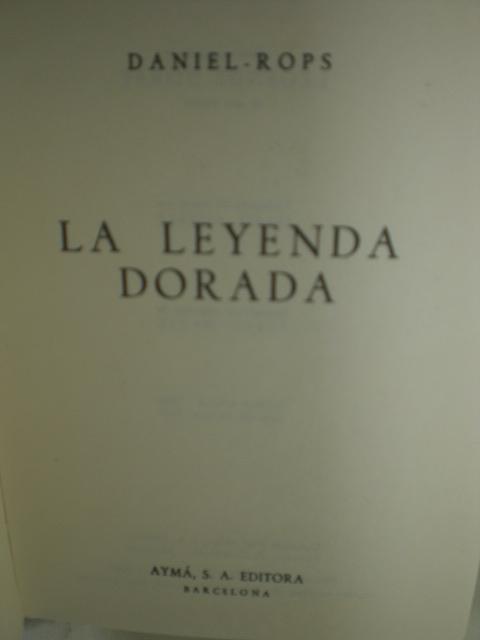 DANIEL-ROPS
LA LEYENDA
DORADA
AYMÁ, S. A. EDITORA
BARCELONA